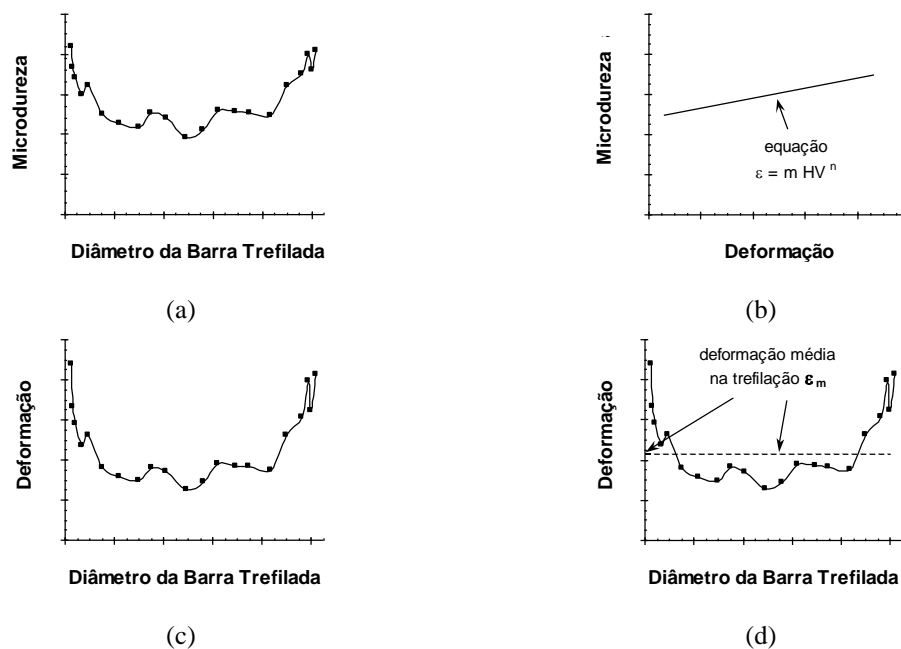 Microdureza
Diâmetro da Barra Trefilada
(a)
Microdureza
equação
ε = m HV n
Deformação
(b)
Deformação
Diâmetro da Barra Trefilada
(c)
Deformação
deformação média
na trefilação εm
Diâmetro da Barra Trefilada
(d)